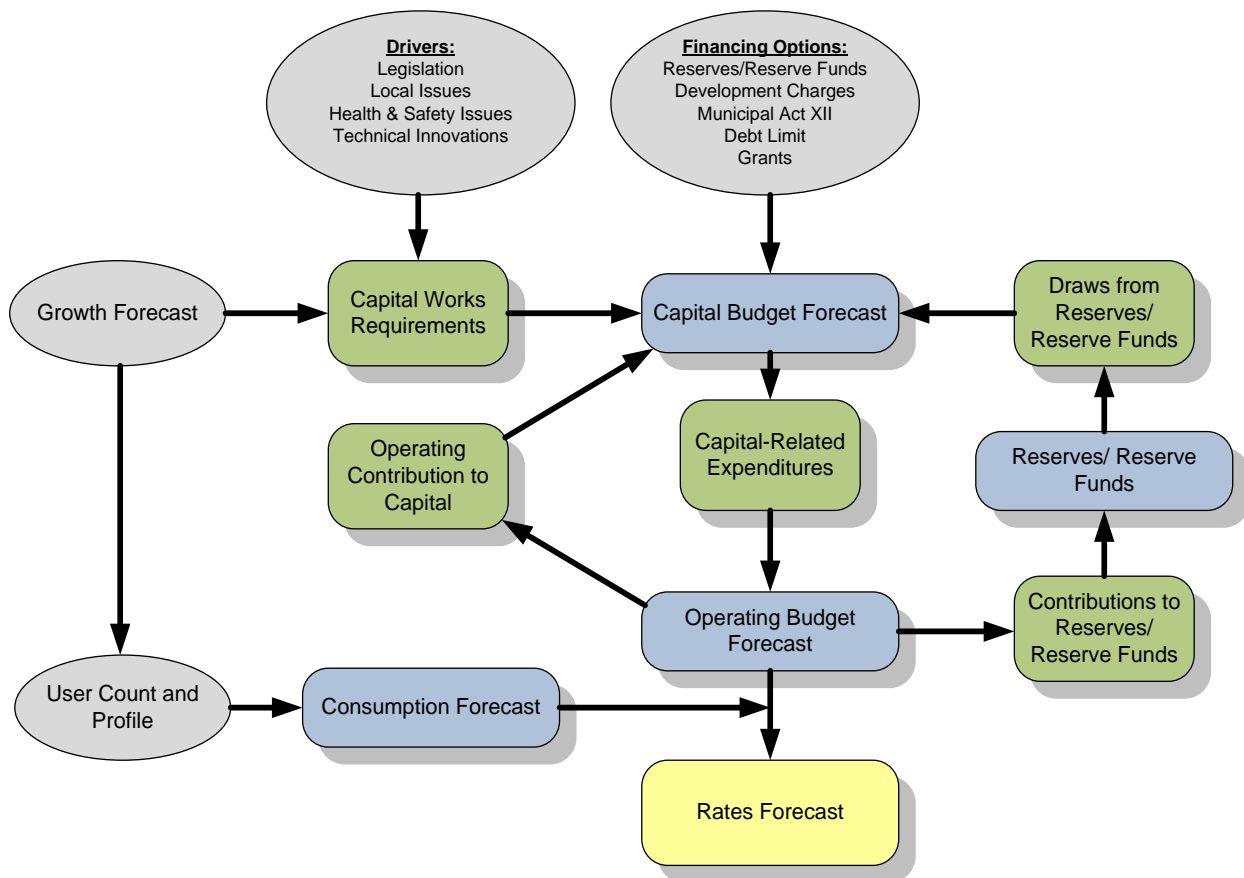 Drivers:
Legislation
Local Issues
Health & Safety Issues
Technical Innovations
Financing Options:
Reserves/Reserve Funds
Development Charges
Municipal Act XII
Debt Limit
Grants
Growth Forecast
Capital Works
Requirements
Capital Budget Forecast
Draws from
Reserves/
Reserve Funds
Operating
Contribution to
Capital
Capital-Related
Expenditures
Reserves/ Reserve
Funds
Operating Budget
Forecast
Contributions to
Reserves/
Reserve Funds
User Count and
Profile
Consumption Forecast
Rates Forecast